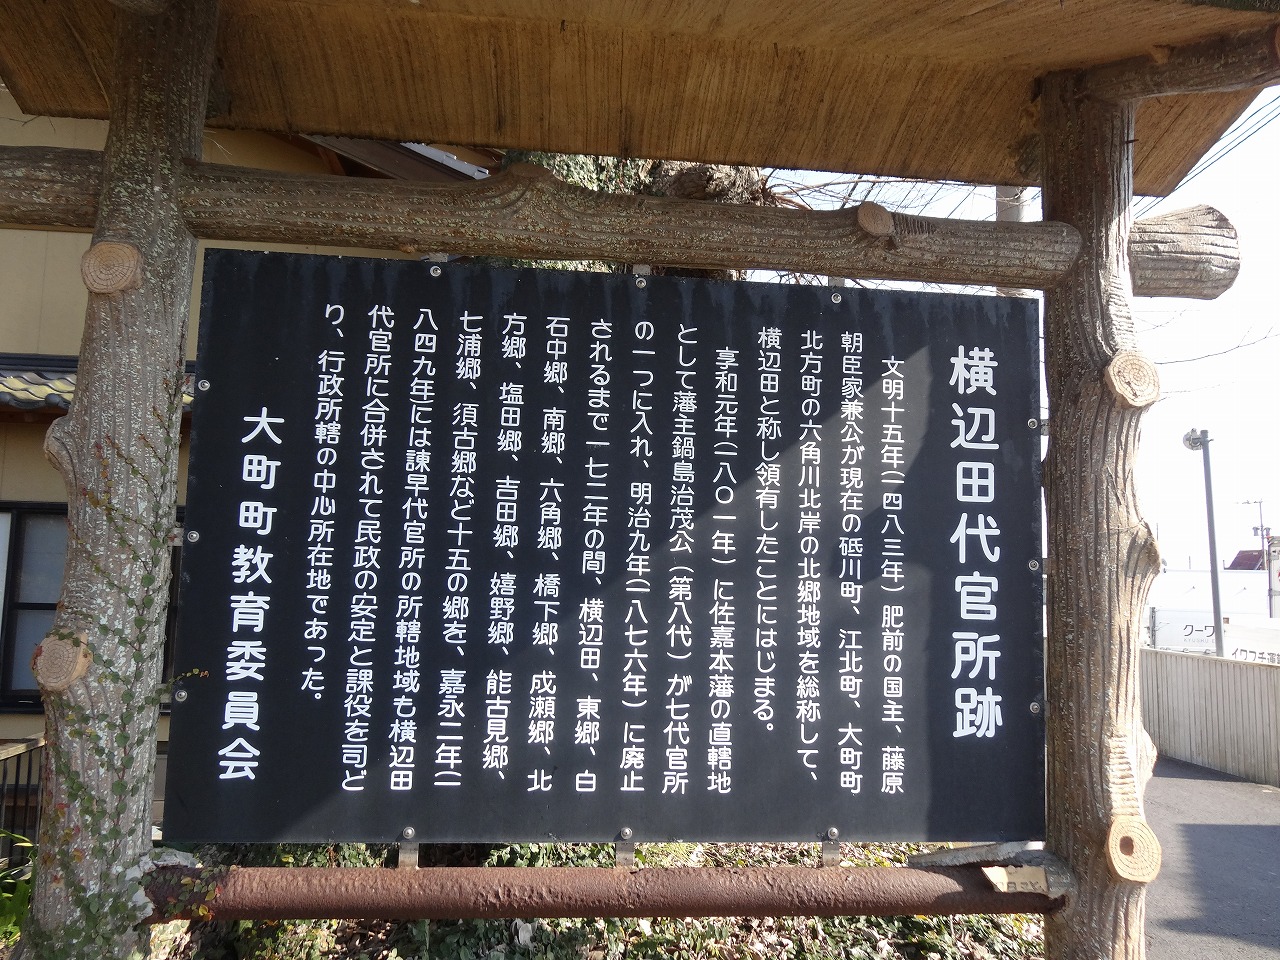 横辺田代官所跡
文明十五年(一四八三年)肥前の国主、藤原
朝臣家兼公が現在の砥川町、江北町、大町町
北方町の六角川北岸の北郷地域を総称して、
横辺田と称し領有したことにはじまる。
享和元年(一八〇一年)に佐嘉本藩の直轄地
として藩主鍋島治茂公(第八代)が七代官所
の一つに入れ、明治九年(一八七六年)に廃止
されるまで一七二年の間、横辺田、東郷、白
石中郷、南郷、六角郷、橋下郷、成瀬郷、北
方郷、塩田郷、吉田郷、嬉野郷、能古見郷、
七浦郷、須古郷など十五の郷を、嘉永二年(一
八四九年には諫早代官所の所轄地域も横辺田
代官所に合併されて民政の安定と課役を司ど
り、行政所轄の中心所在地であった。
大町町教育委員会
クーワ